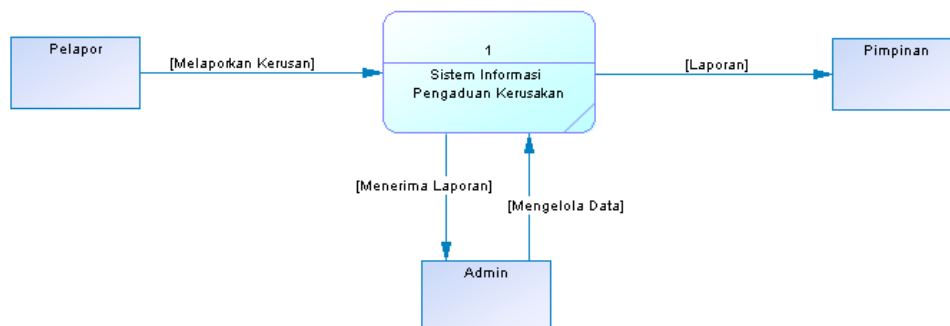 Pelapor
1
Pimpinan
[Melaporkan Kerusan]
Sistem Informasi
Pengaduan Kerusakan
[Laporan]
[Menerima Laporan]
[Mengelola Data]
Admin